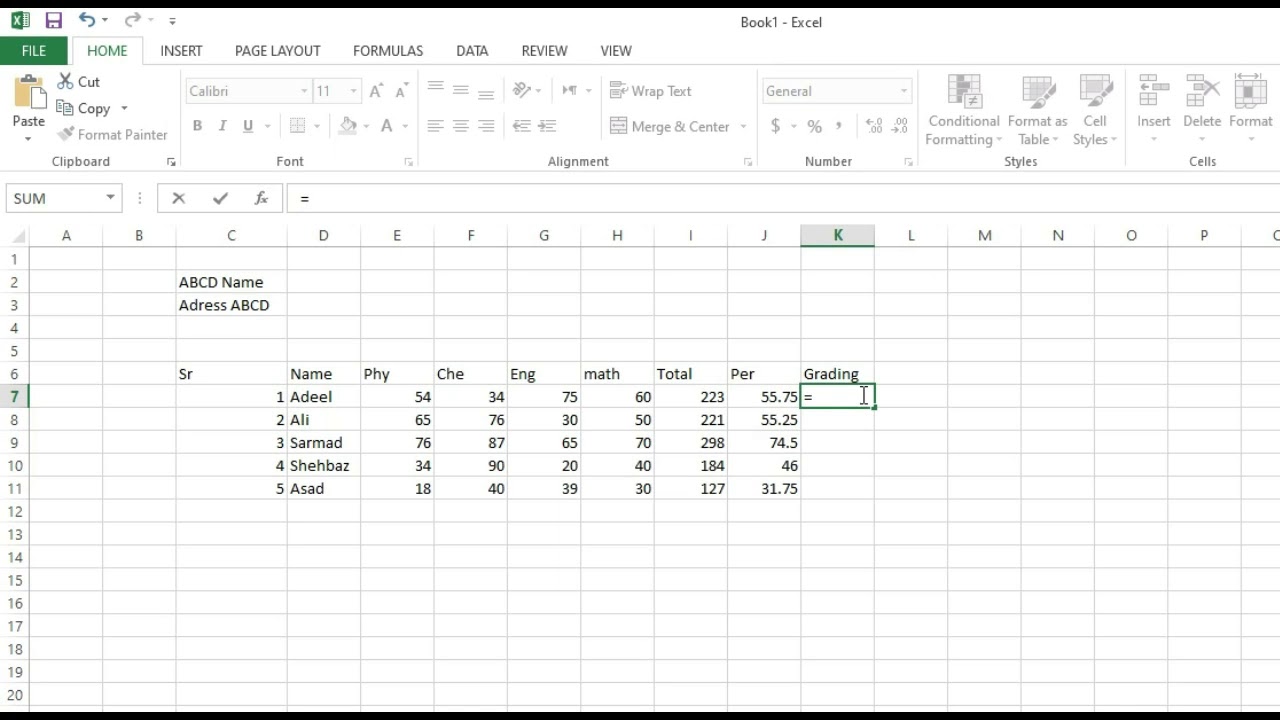 Book1 - Excel
FILE HOME INSERT PAGE LAYOUT FORMULAS DATA REVIEW VIEW
Paste
Cut
Copy
Format Painter
Clipboard
Calibri 11
B I U A
Font
Wrap Text
Merge & Center
Alignment
General
$ % ,
Number
Conditional Formatting
Format as Table
Cell Styles
Styles
Insert Delete Format
Cells
SUM fx =
A B C D E F G H I J K L M N O P
1
2 ABCD Name
3 Adress ABCD
4
5
6 Sr Name Phy Che Eng math Total Per Grading
7 1 Adeel 54 34 75 60 223 55.75 =
8 2 Ali 65 76 30 50 221 55.25
9 3 Sarmad 76 87 65 70 298 74.5
10 4 Shehbaz 34 90 20 40 184 46
11 5 Asad 18 40 39 30 127 31.75
12
13
14
15
16
17
18
19
20